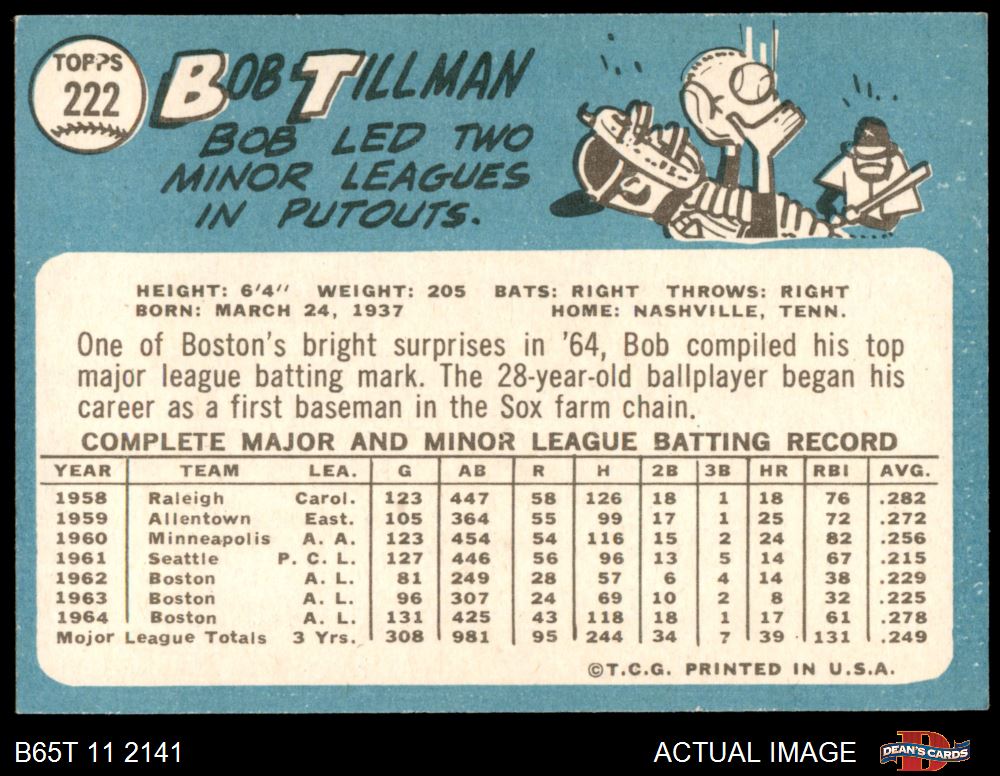 TOPPS
222
BOB TILLMAN
BOB LED TWO
MINOR LEAGUES
IN PUTOUTS.
HEIGHT: 6'4" WEIGHT: 205 BATS: RIGHT THROWS: RIGHT
BORN: MARCH 24, 1937 HOME: NASHVILLE, TENN.
One of Boston's bright surprises in '64, Bob compiled his top
major league batting mark. The 28-year-old ballplayer began his
career as a first baseman in the Sox farm chain.
COMPLETE MAJOR AND MINOR LEAGUE BATTING RECORD
YEAR TEAM LEA. G AB R H 2B 3B HR RBI AVG.
1958 Raleigh Carol. 123 447 58 126 18 1 18 76 .282
1959 Allentown East. 105 364 55 99 17 1 25 72 .272
1960 Minneapolis A. A. 123 454 54 116 15 2 24 82 .256
1961 Seattle P. C. L. 127 446 56 96 13 5 14 67 .215
1962 Boston A. L. 81 249 28 57 6 4 14 38 .229
1963 Boston A. L. 96 307 24 69 10 2 8 32 .225
1964 Boston A. L. 131 425 43 118 18 1 17 61 .278
Major League Totals 3 Yrs. 308 981 95 244 34 7 39 131 .249
©T.C.G. PRINTED IN U.S.A.
B65T 11 2141 ACTUAL IMAGE D DEAN'S CARDS